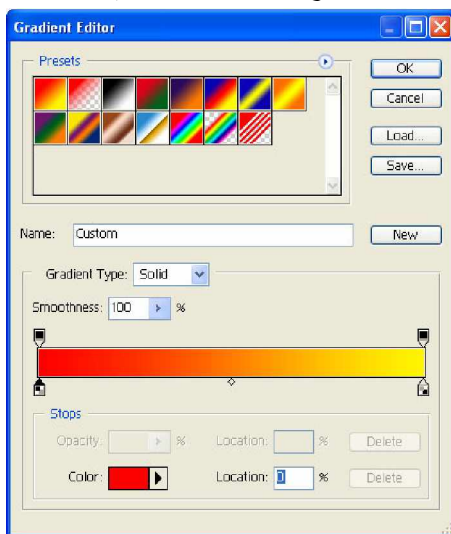 Gradient Editor
Presets
OK
Cancel
Load...
Save...
Name: Custom
New
Gradient Type: Solid
Smoothness: 100 %
Stops
Opacity: % Location: % Delete
Color: Location: 0 % Delete